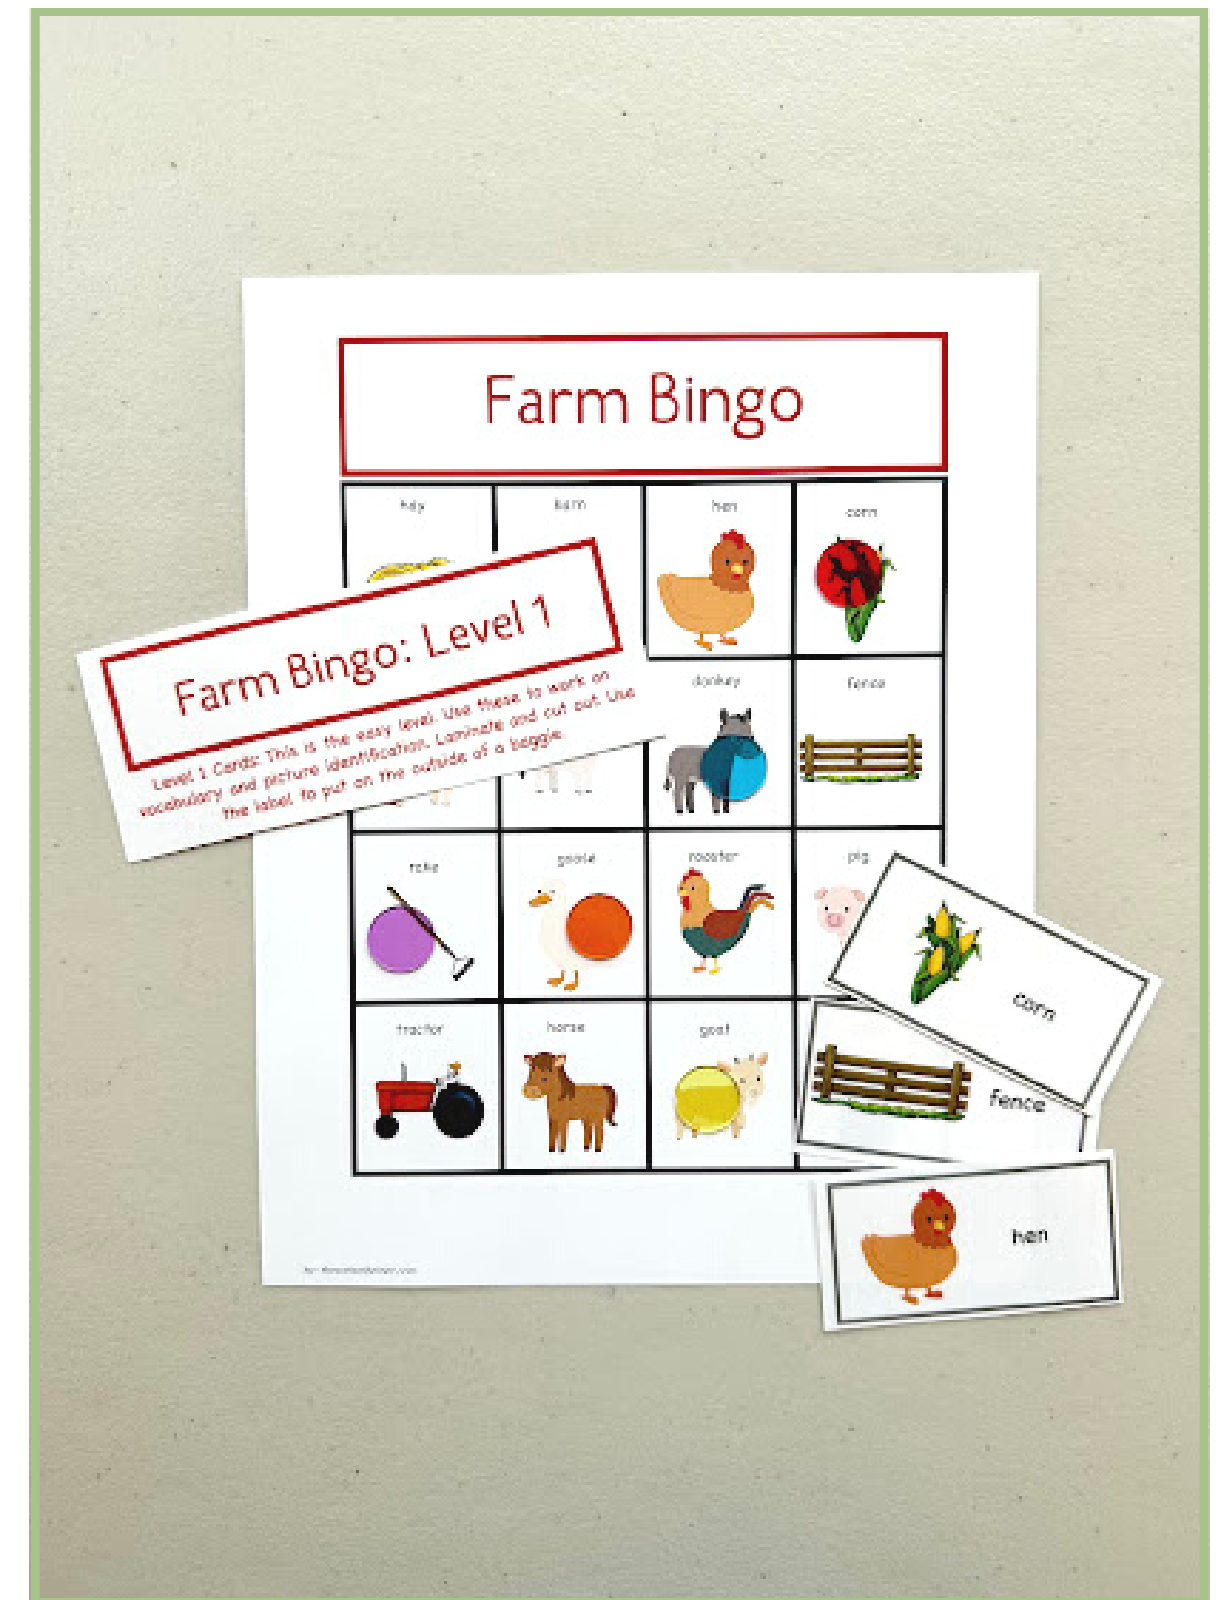 Farm Bingo
hay
barn
hen
corn
Farm Bingo: Level 1
Level 1 Cards: This is the easy level. Use these to work on
vocabulary and picture identification. Laminate and cut out. Use
the label to put on the outside of a baggie.
donkey
fence
rake
goose
rooster
pig
tractor
horse
goat
corn
fence
hen